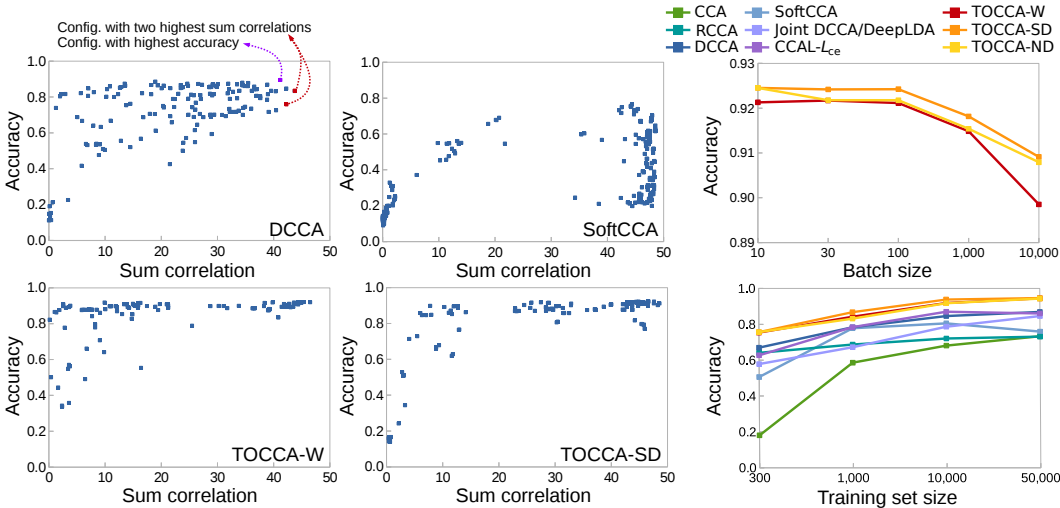 Config. with two highest sum correlations
Config. with highest accuracy
1.0
0.8
0.6
0.4
0.2
0.0
0 10 20 30 40 50
Accuracy
Sum correlation
DCCA
1.0
0.8
0.6
0.4
0.2
0.0
0 10 20 30 40 50
Accuracy
Sum correlation
SoftCCA
CCA
RCCA
DCCA
SoftCCA
Joint DCCA/DeepLDA
CCAL-Lce
TOCCA-W
TOCCA-SD
TOCCA-ND
0.93
0.92
0.91
0.90
0.89
10 30 100 1,000 10,000
Accuracy
Batch size
1.0
0.8
0.6
0.4
0.2
0.0
0 10 20 30 40 50
Accuracy
Sum correlation
TOCCA-W
1.0
0.8
0.6
0.4
0.2
0.0
0 10 20 30 40 50
Accuracy
Sum correlation
TOCCA-SD
1.0
0.8
0.6
0.4
0.2
0.0
300 1,000 10,000 50,000
Accuracy
Training set size